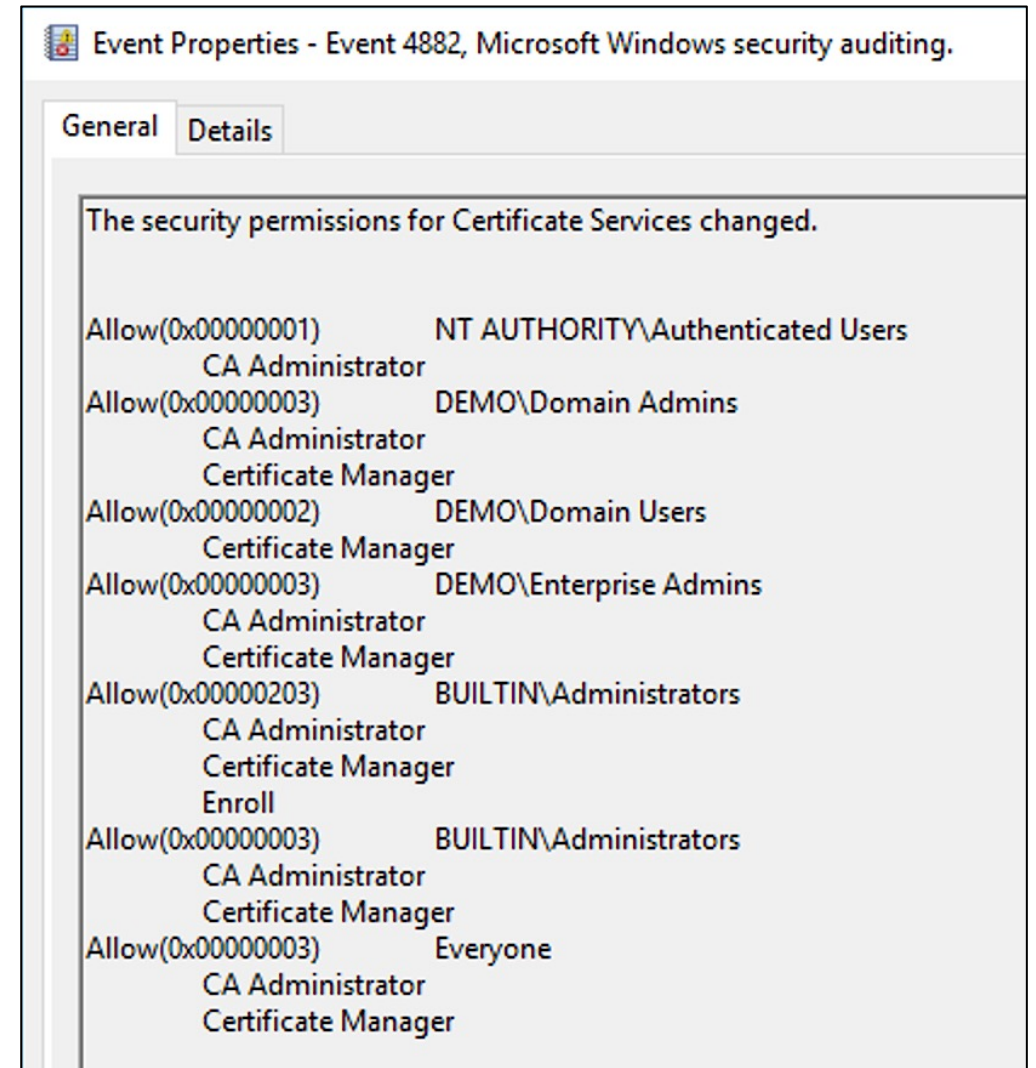 Event Properties - Event 4882, Microsoft Windows security auditing.
General Details
The security permissions for Certificate Services changed.
Allow(0x00000001) NT AUTHORITY\Authenticated Users
CA Administrator
Allow(0x00000003) DEMO\Domain Admins
CA Administrator
Certificate Manager
Allow(0x00000002) DEMO\Domain Users
Certificate Manager
Allow(0x00000003) DEMO\Enterprise Admins
CA Administrator
Certificate Manager
Allow(0x00000203) BUILTIN\Administrators
CA Administrator
Certificate Manager
Enroll
Allow(0x00000003) BUILTIN\Administrators
CA Administrator
Certificate Manager
Allow(0x00000003) Everyone
CA Administrator
Certificate Manager